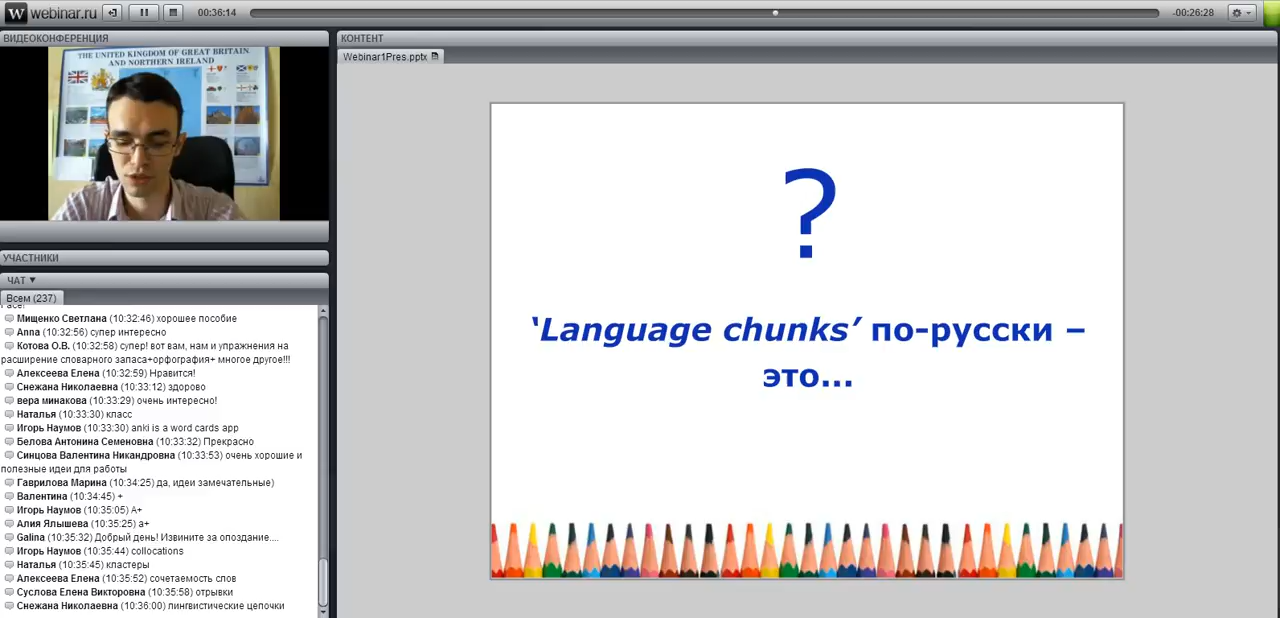 webinar.ru
00:36:14
-00:26:28
ВИДЕОКОНФЕРЕНЦИЯ
THE UNITED KINGDOM OF GREAT BRITAIN
AND NORTHERN IRELAND
УЧАСТНИКИ
ЧАТ ▼
Всем (237)
Мищенко Светлана (10:32:46) хорошее пособие
Anna (10:32:56) супер интересно
Котова О.В. (10:32:58) супер! вот вам, нам и упражнения на
расширение словарного запаса+орфография+ многое другое!!!
Алексеева Елена (10:32:59) Нравится!
Снежана Николаевна (10:33:12) здорово
вера минакова (10:33:29) очень интересно!
Наталья (10:33:30) класс
Игорь Наумов (10:33:30) anki is a word cards app
Белова Антонина Семеновна (10:33:32) Прекрасно
Синцова Валентина Никандровна (10:33:53) очень хорошие и
полезные идеи для работы
Гаврилова Марина (10:34:25) да, идеи замечательные)
Валентина (10:34:45) +
Игорь Наумов (10:35:05) А+
Алия Ялышева (10:35:25) а+
Galina (10:35:32) Добрый день! Извините за опоздание....
Игорь Наумов (10:35:44) collocations
Наталья (10:35:45) кластеры
Алексеева Елена (10:35:52) сочетаемость слов
Суслова Елена Викторовна (10:35:58) отрывки
Снежана Николаевна (10:36:00) лингвистические цепочки
КОНТЕНТ
Webinar1Pres.pptx
?
‘Language chunks’ по-русски –
это...